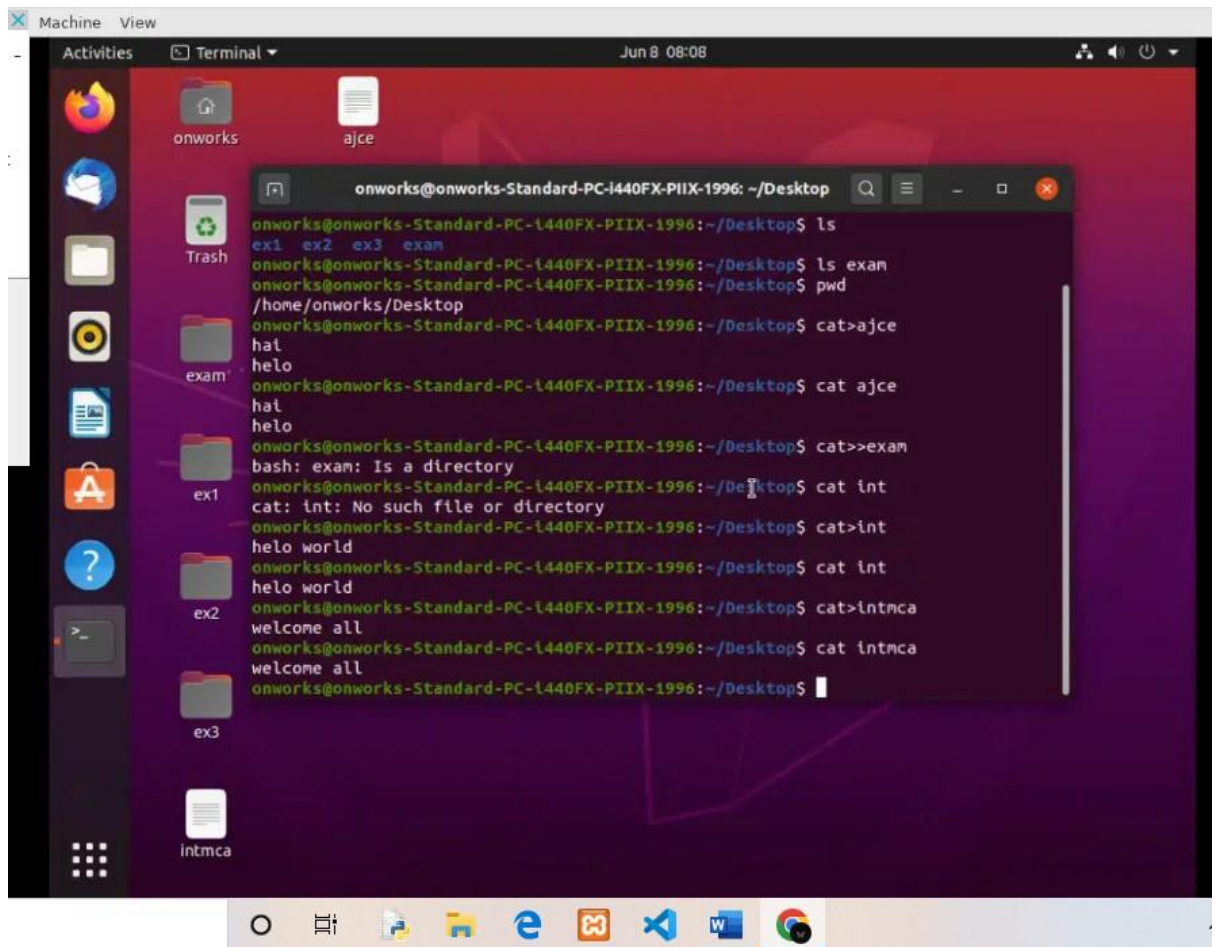 Machine View
Activities
Terminal
Jun 8 08:08
onworks
ajce
Trash
exam
ex1
ex2
ex3
intmca
onworks@onworks-Standard-PC-i440FX-PIIX-1996: ~/Desktop
onworks@onworks-Standard-PC-i440FX-PIIX-1996:~/Desktop$ ls
ex1 ex2 ex3 exam
onworks@onworks-Standard-PC-i440FX-PIIX-1996:~/Desktop$ ls exam
onworks@onworks-Standard-PC-i440FX-PIIX-1996:~/Desktop$ pwd
/home/onworks/Desktop
onworks@onworks-Standard-PC-i440FX-PIIX-1996:~/Desktop$ cat>ajce
hai
helo
onworks@onworks-Standard-PC-i440FX-PIIX-1996:~/Desktop$ cat ajce
hai
helo
onworks@onworks-Standard-PC-i440FX-PIIX-1996:~/Desktop$ cat>>exam
bash: exam: Is a directory
onworks@onworks-Standard-PC-i440FX-PIIX-1996:~/Desktop$ cat int
cat: int: No such file or directory
onworks@onworks-Standard-PC-i440FX-PIIX-1996:~/Desktop$ cat>int
helo world
onworks@onworks-Standard-PC-i440FX-PIIX-1996:~/Desktop$ cat int
helo world
onworks@onworks-Standard-PC-i440FX-PIIX-1996:~/Desktop$ cat>intmca
welcome all
onworks@onworks-Standard-PC-i440FX-PIIX-1996:~/Desktop$ cat intmca
welcome all
onworks@onworks-Standard-PC-i440FX-PIIX-1996:~/Desktop$